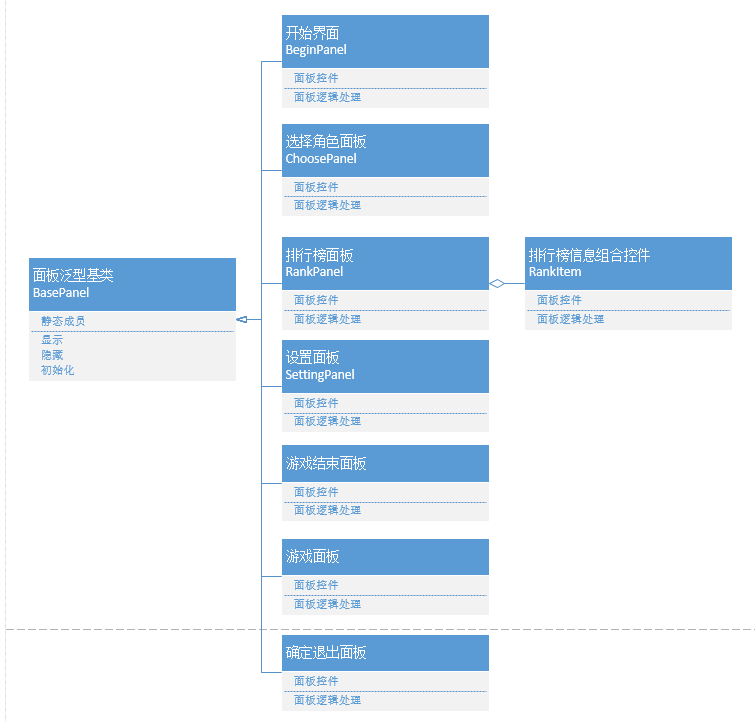 开始界面
BeginPanel
面板控件
面板逻辑处理
选择角色面板
ChoosePanel
面板控件
面板逻辑处理
排行榜面板
RankPanel
面板控件
面板逻辑处理
排行榜信息组合控件
RankItem
面板控件
面板逻辑处理
面板泛型基类
BasePanel
静态成员
显示
隐藏
初始化
设置面板
SettingPanel
面板控件
面板逻辑处理
游戏结束面板
面板控件
面板逻辑处理
游戏面板
面板控件
面板逻辑处理
确定退出面板
面板控件
面板逻辑处理